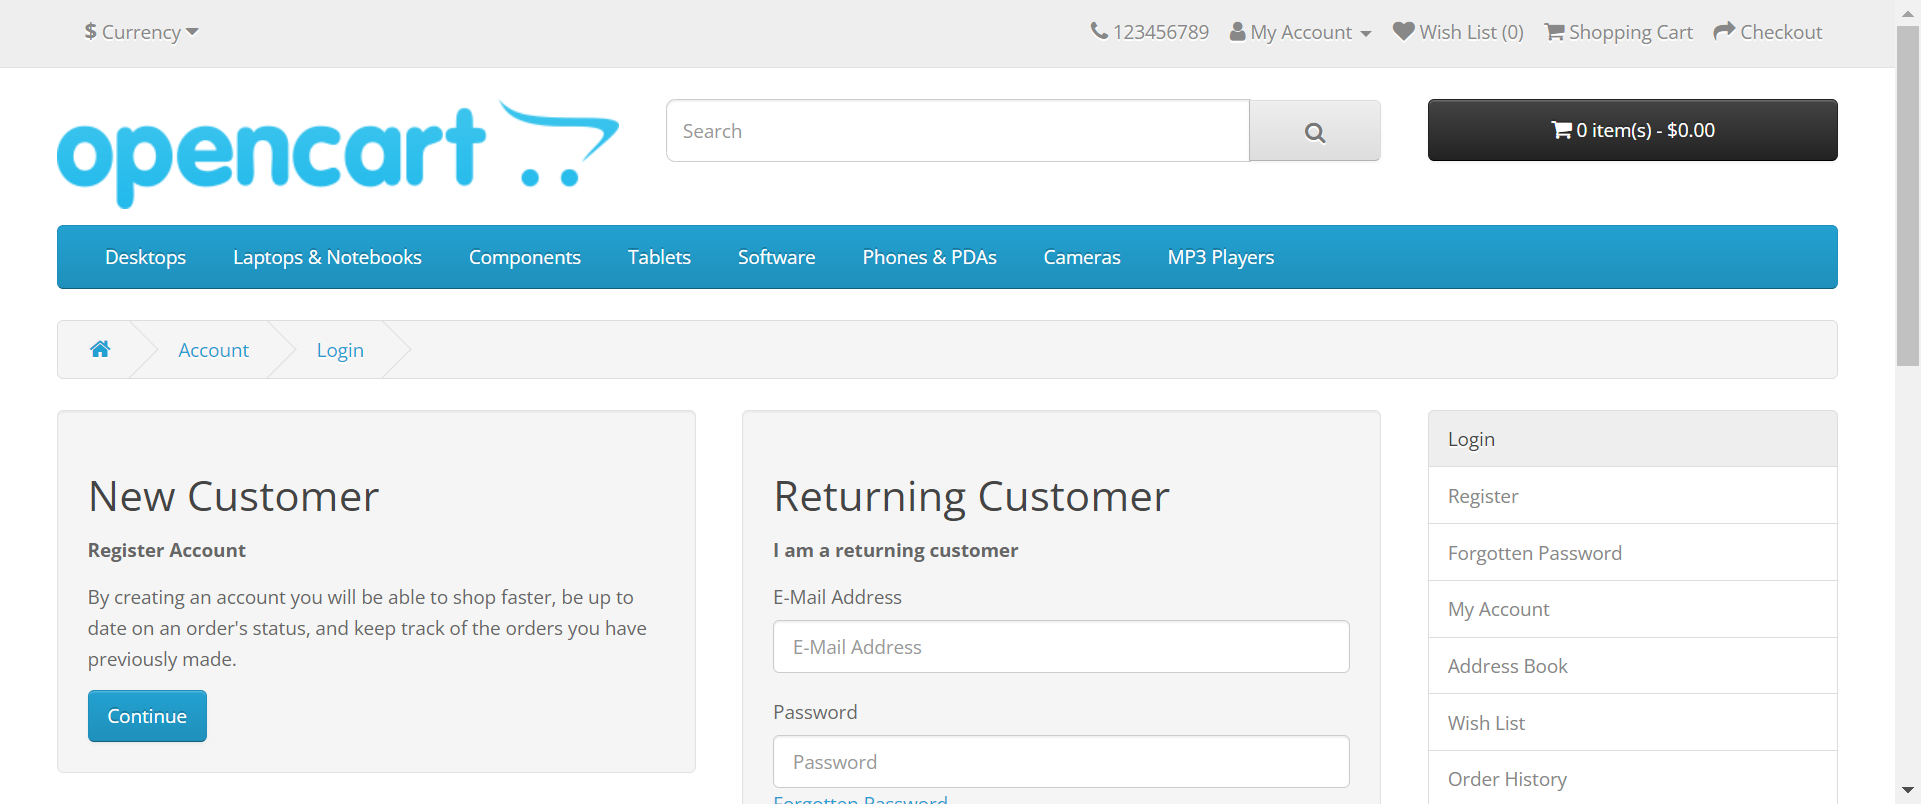 $ Currency
123456789 My Account Wish List (0) Shopping Cart Checkout
opencart
Search
0 item(s) - $0.00
Desktops Laptops & Notebooks Components Tablets Software Phones & PDAs Cameras MP3 Players
Account Login
New Customer
Register Account
By creating an account you will be able to shop faster, be up to
date on an order's status, and keep track of the orders you have
previously made.
Continue
Returning Customer
I am a returning customer
E-Mail Address
E-Mail Address
Password
Password
Forgotten Password
Login
Register
Forgotten Password
My Account
Address Book
Wish List
Order History